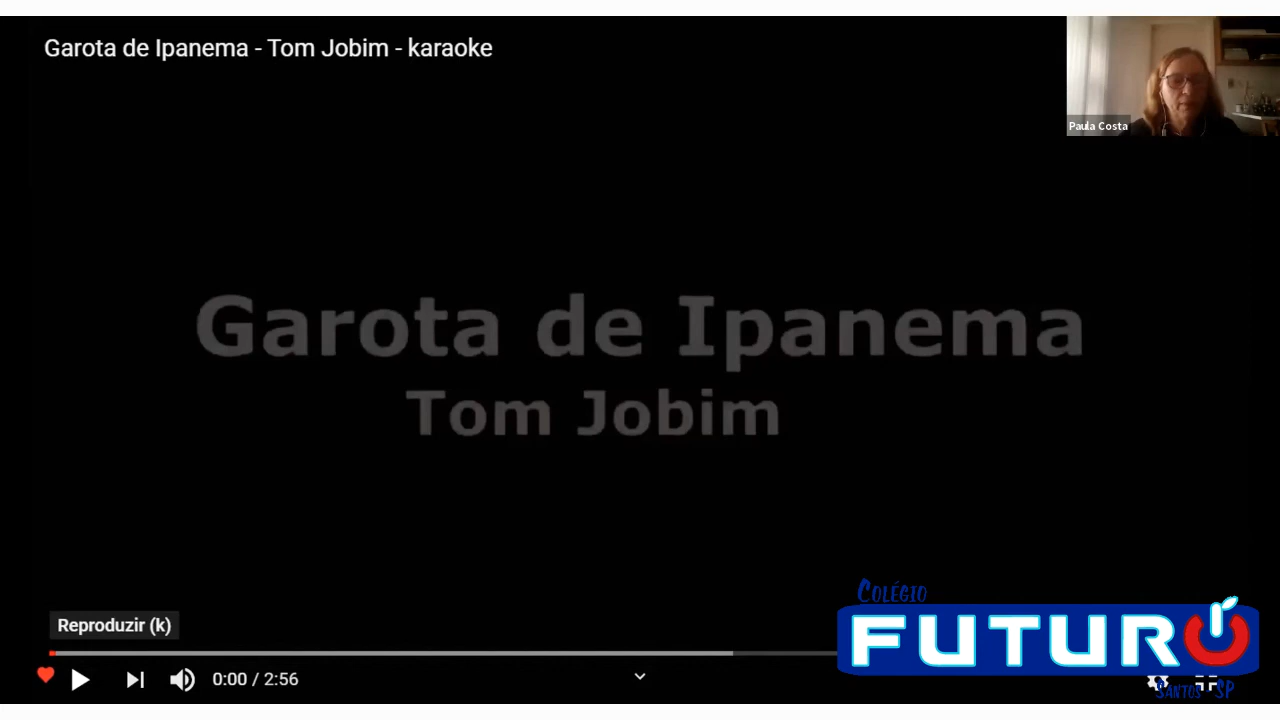 Garota de Ipanema - Tom Jobim - karaoke
Paula Costa
Garota de Ipanema
Tom Jobim
Colégio
FUTURO
Santos-SP
Reproduzir (k)
0:00 / 2:56